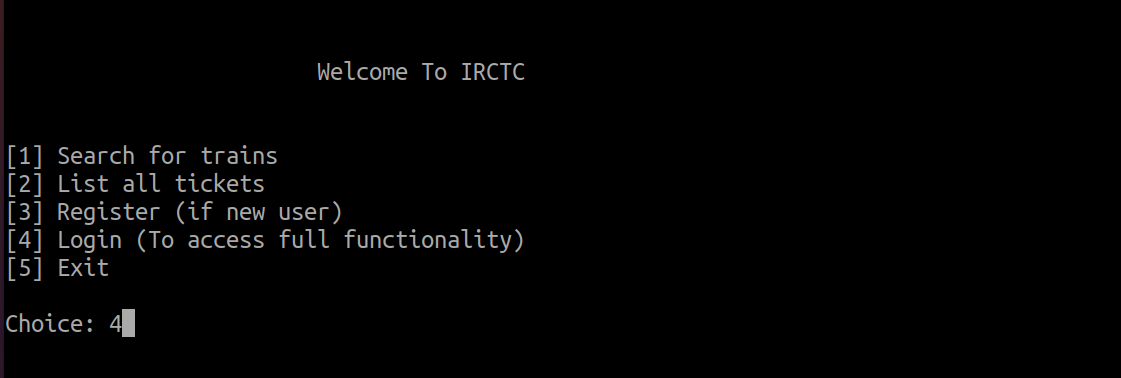 Welcome To IRCTC
[1] Search for trains
[2] List all tickets
[3] Register (if new user)
[4] Login (To access full functionality)
[5] Exit
Choice: 4